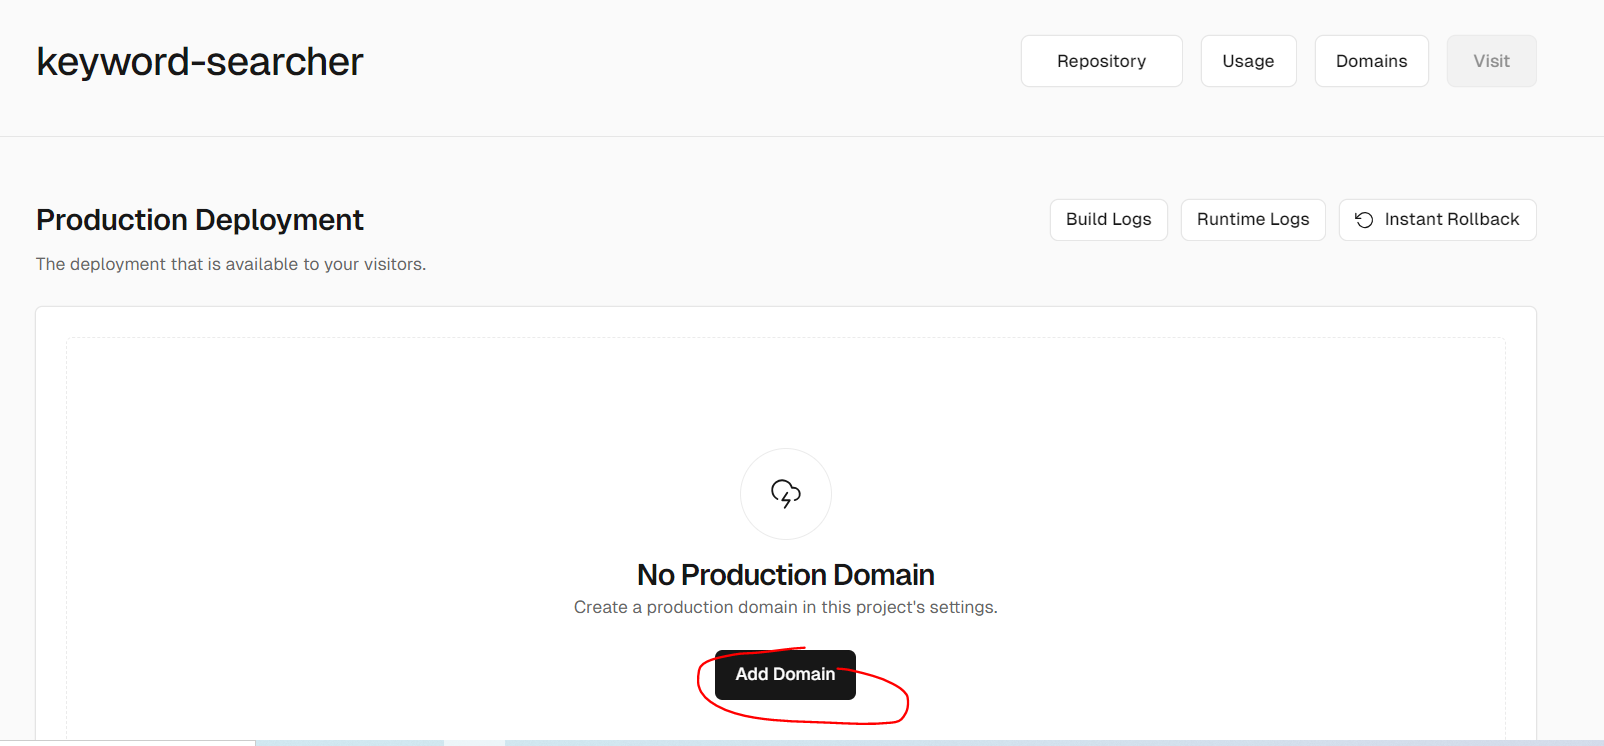 keyword-searcher
Repository
Usage
Domains
Visit
Production Deployment
Build Logs
Runtime Logs
Instant Rollback
The deployment that is available to your visitors.
No Production Domain
Create a production domain in this project's settings.
Add Domain